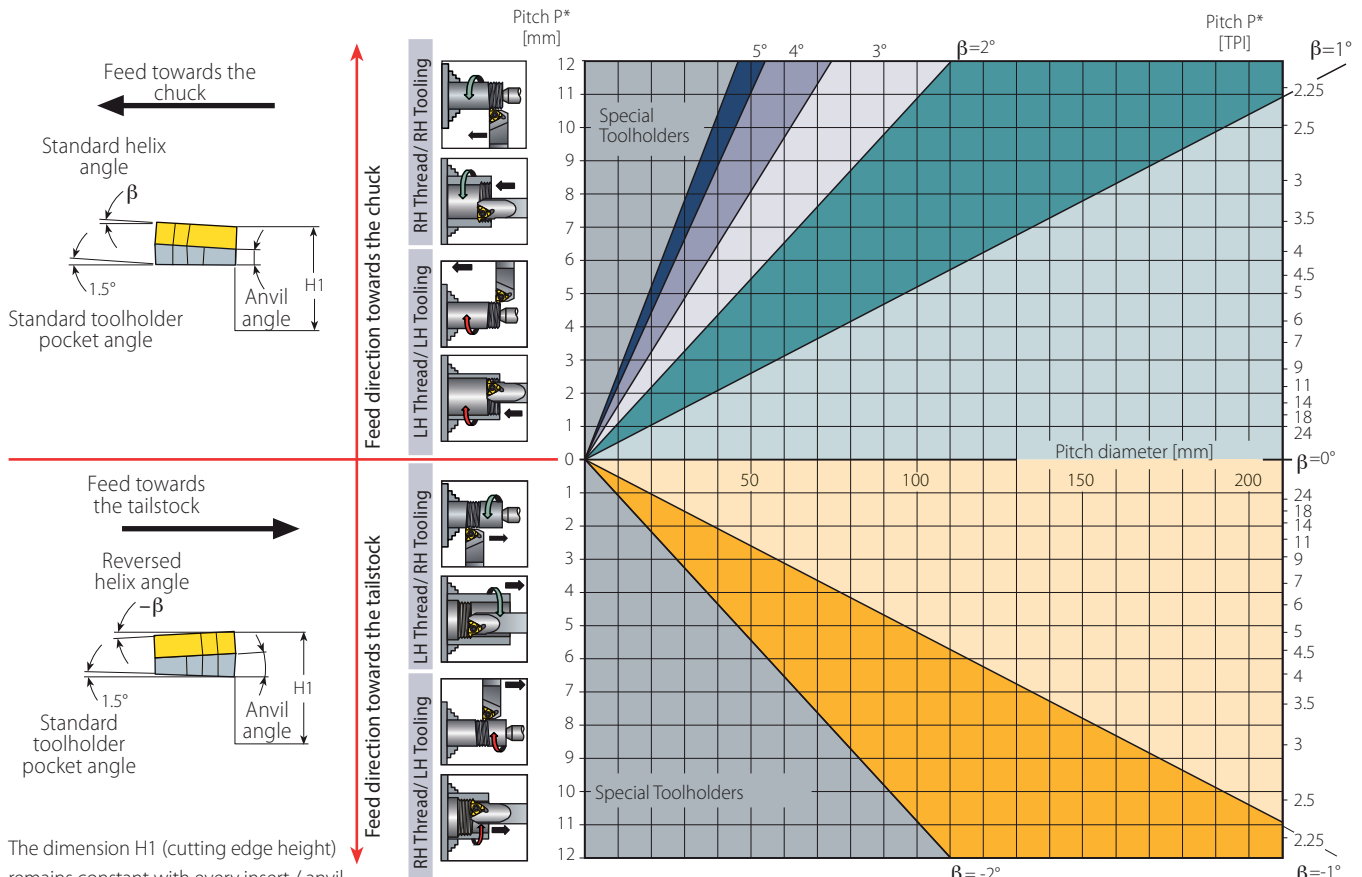 Feed towards the
chuck
Standard helix
angle
β
1.5°
Standard toolholder
pocket angle
Anvil
angle
H1
Feed towards
the tailstock
Reversed
helix angle
–β
1.5°
Standard
toolholder
pocket angle
Anvil
angle
H1
The dimension H1 (cutting edge height)
remains constant with every insert / anvil
Feed direction towards the chuck
Feed direction towards the tailstock
RH Thread/ RH Tooling
LH Thread/ LH Tooling
LH Thread/ RH Tooling
RH Thread/ LH Tooling
Pitch P*
[mm]
12
11
10
9
8
7
6
5
4
3
2
1
0
1
2
3
4
5
6
7
8
9
10
11
12
5° 4° 3° β=2°
Special
Toolholders
Pitch diameter [mm]
50 100 150 200
Special Toolholders
β= -2°
Pitch P*
[TPI]
β=1°
2.25
2.5
3
3.5
4
4.5
5
6
7
9
11
14
18
24
β=0°
24
18
14
11
9
7
6
5
4.5
4
3.5
3
2.5
2.25
β=-1°